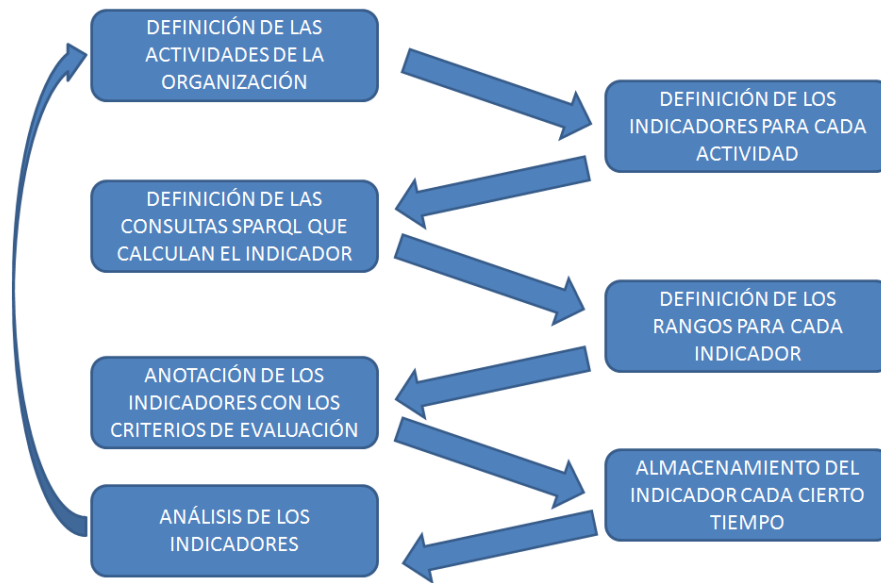 DEFINICIÓN DE LAS
ACTIVIDADES DE LA
ORGANIZACIÓN
DEFINICIÓN DE LOS
INDICADORES PARA CADA
ACTIVIDAD
DEFINICIÓN DE LAS
CONSULTAS SPARQL QUE
CALCULAN EL INDICADOR
DEFINICIÓN DE LOS
RANGOS PARA CADA
INDICADOR
ANOTACIÓN DE LOS
INDICADORES CON LOS
CRITERIOS DE EVALUACIÓN
ALMACENAMIENTO DEL
INDICADOR CADA CIERTO
TIEMPO
ANÁLISIS DE LOS
INDICADORES